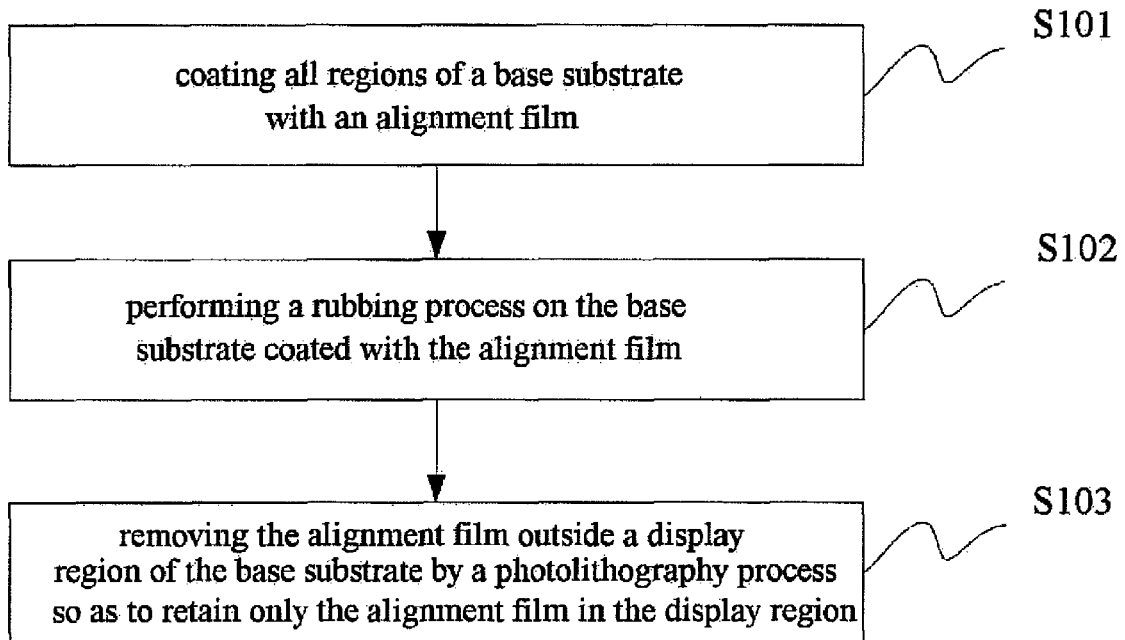 S101
coating all regions of a base substrate
with an alignment film
S102
performing a rubbing process on the base
substrate coated with the alignment film
S103
removing the alignment film outside a display
region of the base substrate by a photolithography process
so as to retain only the alignment film in the display region